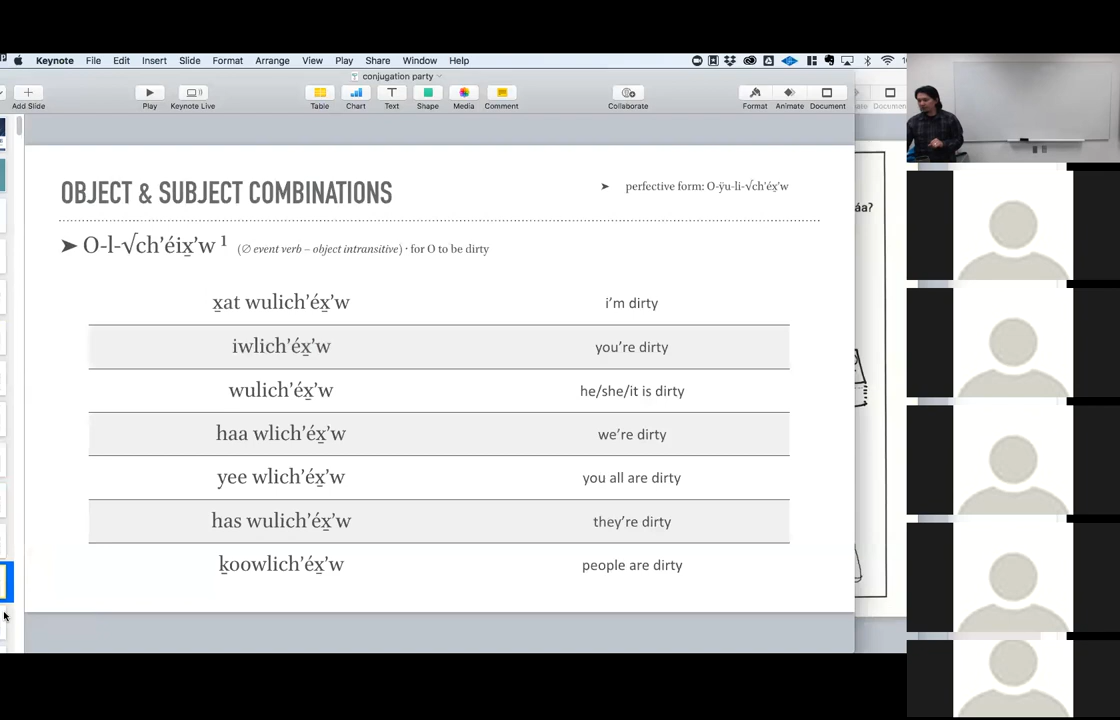 Keynote File Edit Insert Slide Format Arrange View Play Share Window Help
conjugation party
Add Slide Play Keynote Live Table Chart Text Shape Media Comment Collaborate Format Animate Document
OBJECT & SUBJECT COMBINATIONS
➤ perfective form: O-ÿu-li-√ch’éx̱’w
➤ O-l-√ch’éix̱’w ¹ (∅ event verb – object intransitive) · for O to be dirty
x̱at wulich’éx̱’w i’m dirty
iwlich’éx̱’w you’re dirty
wulich’éx̱’w he/she/it is dirty
haa wlich’éx̱’w we’re dirty
yee wlich’éx̱’w you all are dirty
has wulich’éx̱’w they’re dirty
ḵoowlich’éx̱’w people are dirty
áa?